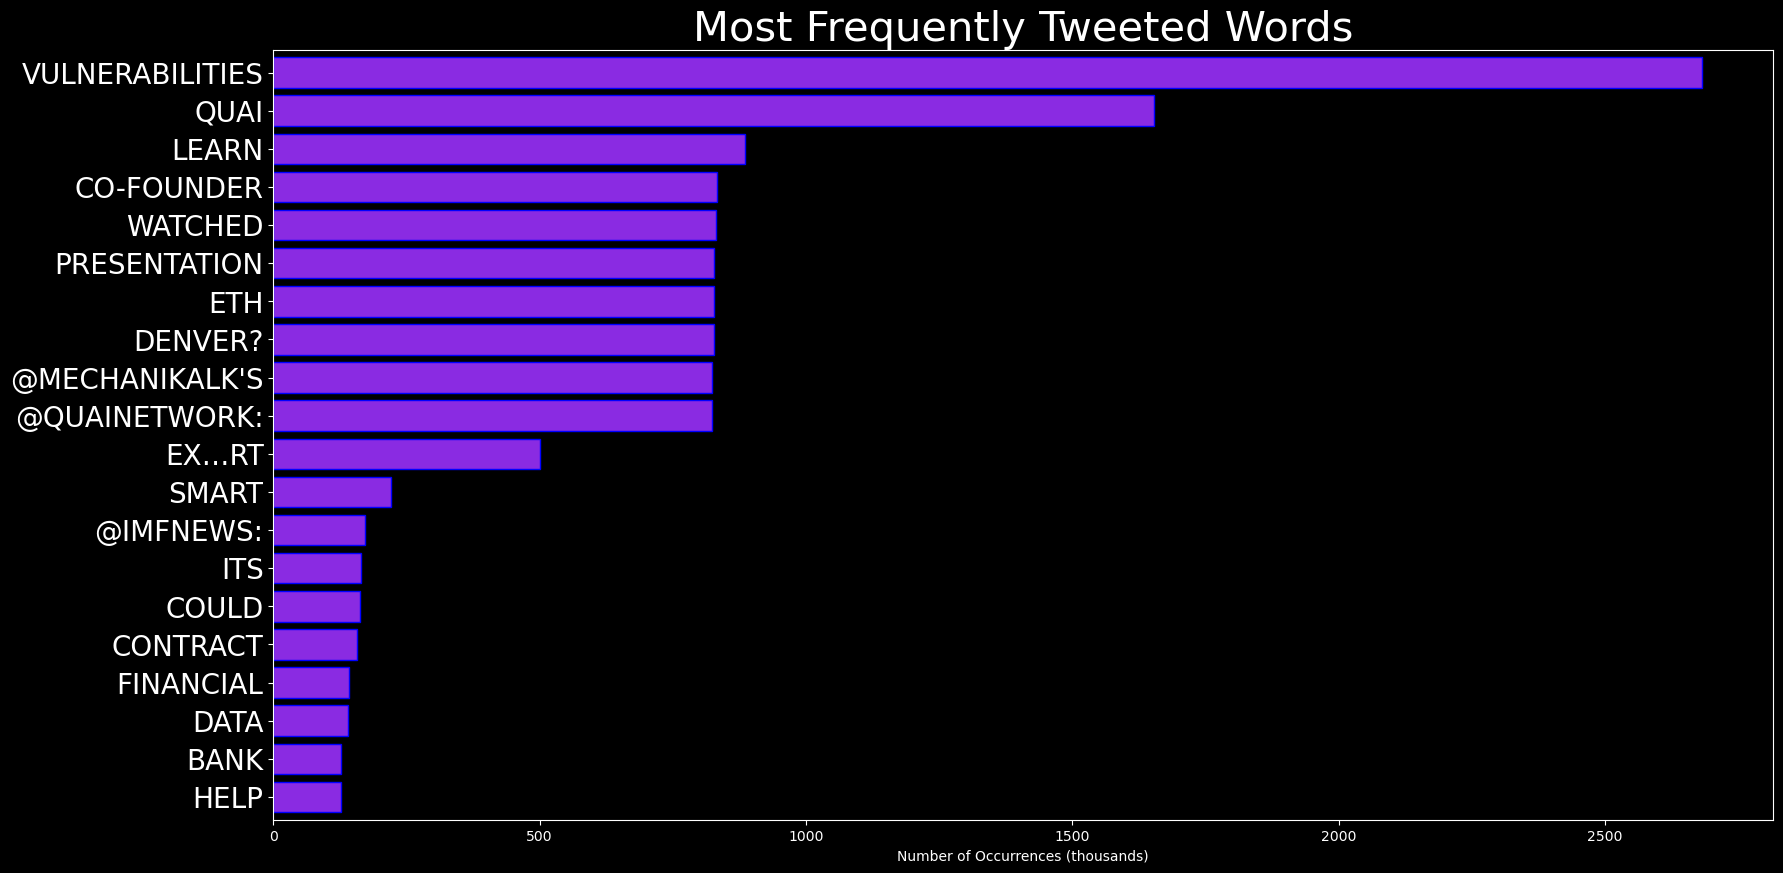 Most Frequently Tweeted Words
VULNERABILITIES
QUAI
LEARN
CO-FOUNDER
WATCHED
PRESENTATION
ETH
DENVER?
@MECHANIKALK'S
@QUAINETWORK:
EX…RT
SMART
@IMFNEWS:
ITS
COULD
CONTRACT
FINANCIAL
DATA
BANK
HELP
0 500 1000 1500 2000 2500
Number of Occurrences (thousands)